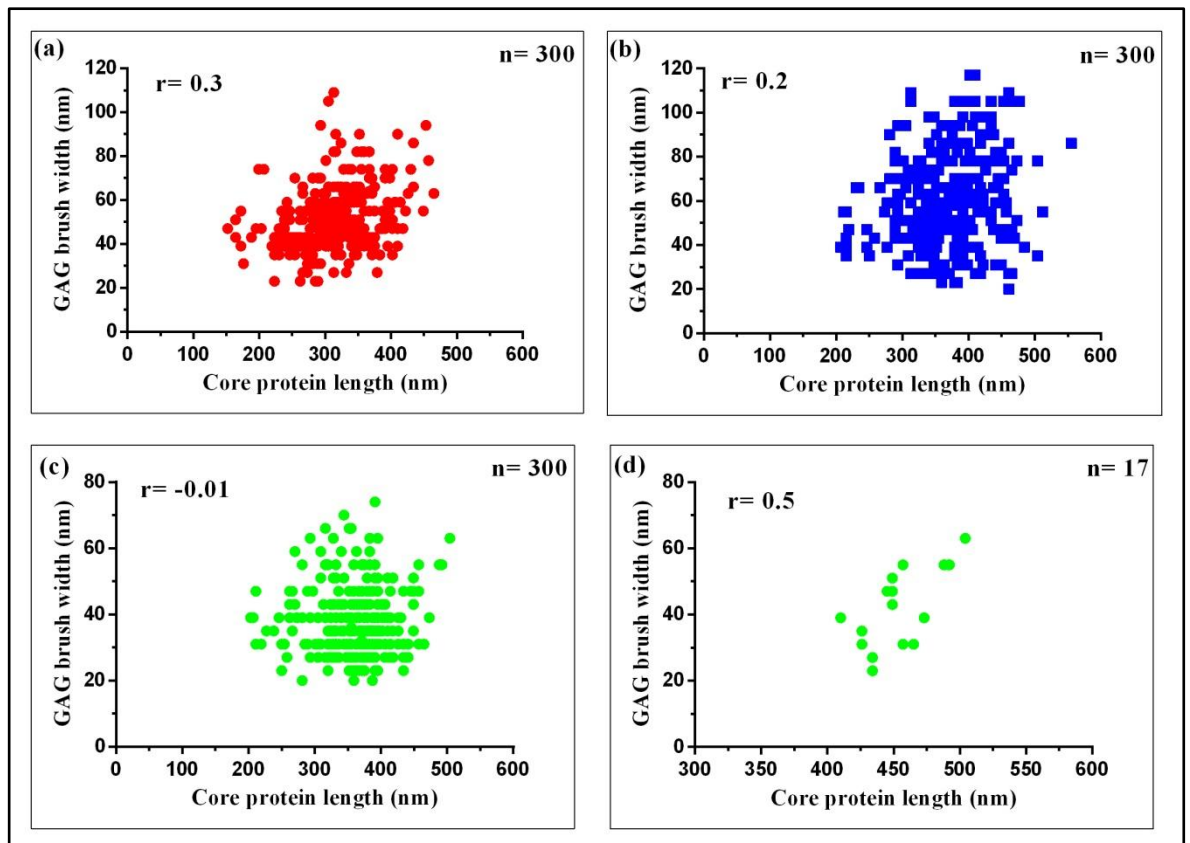 (a)
n= 300
r= 0.3
GAG brush width (nm)
120
100
80
60
40
20
0
0 100 200 300 400 500 600
Core protein length (nm)
(b)
n= 300
r= 0.2
GAG brush width (nm)
120
100
80
60
40
20
0
0 100 200 300 400 500 600
Core protein length (nm)
(c)
n= 300
r= -0.01
GAG brush width (nm)
80
60
40
20
0
0 100 200 300 400 500 600
Core protein length (nm)
(d)
n= 17
r= 0.5
GAG brush width (nm)
80
60
40
20
0
300 350 400 450 500 550 600
Core protein length (nm)